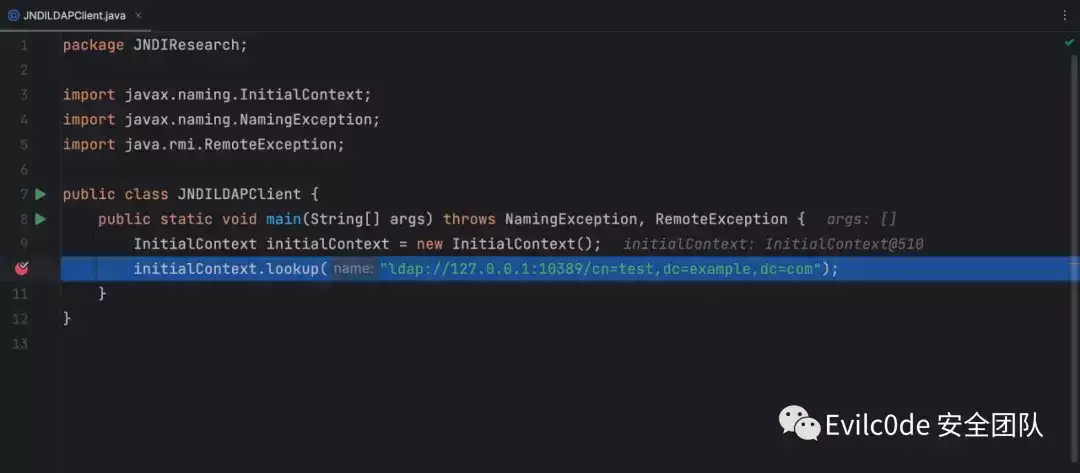 JNDILDAPClient.java
1 package JNDIResearch;
2
3 import javax.naming.InitialContext;
4 import javax.naming.NamingException;
5 import java.rmi.RemoteException;
6
7 public class JNDILDAPClient {
8 public static void main(String[] args) throws NamingException, RemoteException { args: []
9 InitialContext initialContext = new InitialContext(); initialContext: InitialContext@510
initialContext.lookup( name: "ldap://127.0.0.1:10389/cn=test,dc=example,dc=com");
11 }
12 }
13
Evilc0de 安全团队